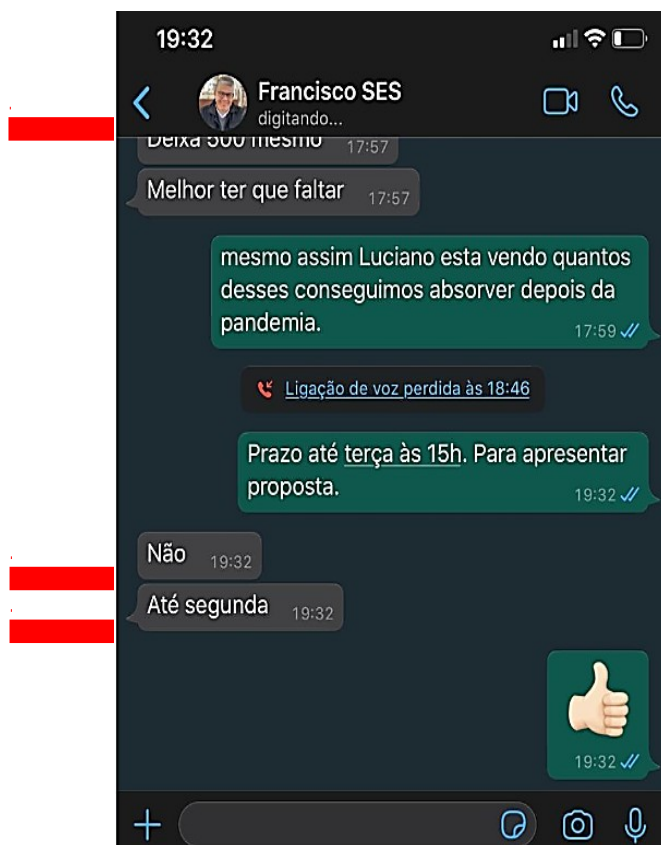 19:32
Francisco SES
digitando...
Deixa 500 mesmo 17:57
Melhor ter que faltar 17:57
mesmo assim Luciano esta vendo quantos
desses conseguimos absorver depois da
pandemia. 17:59
Ligação de voz perdida às 18:46
Prazo até terça às 15h. Para apresentar
proposta. 19:32
Não 19:32
Até segunda 19:32
19:32